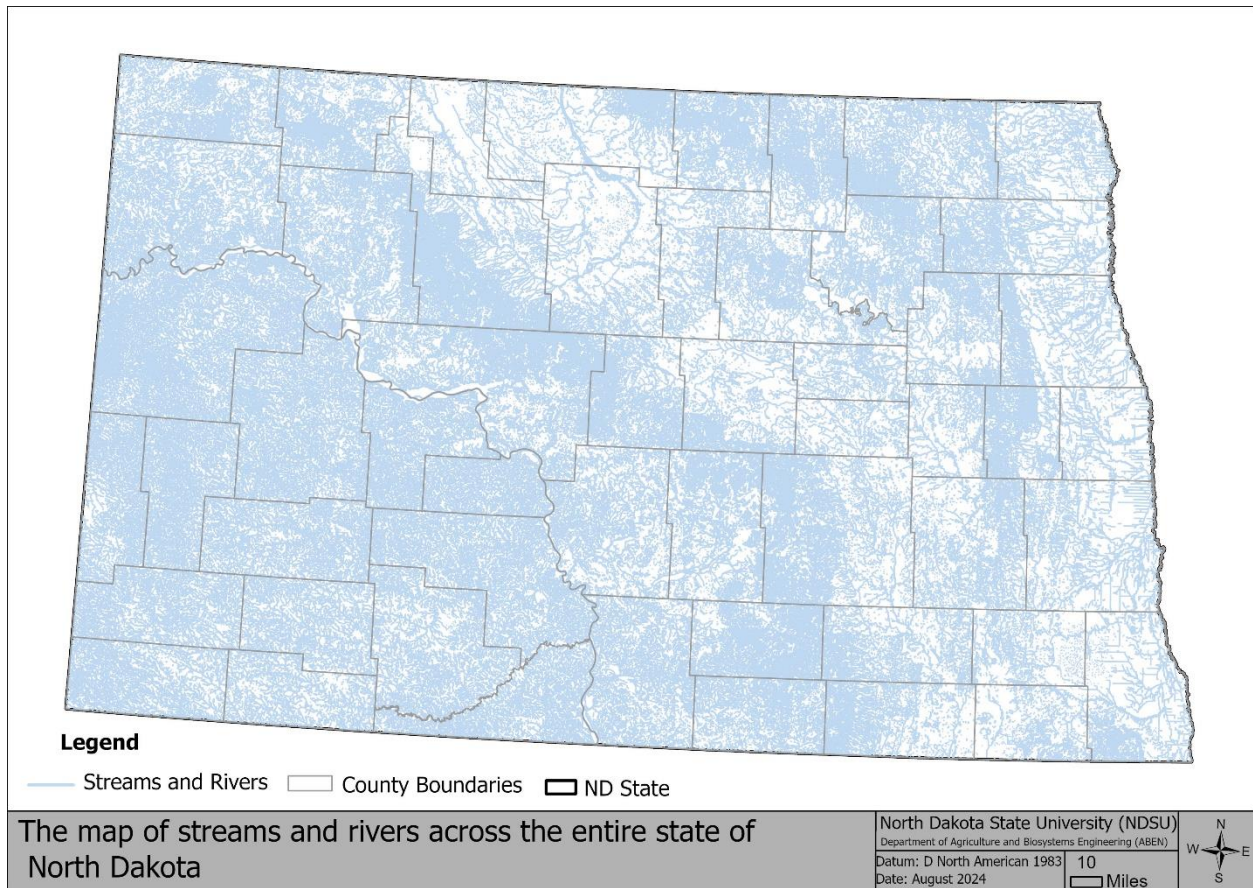 Legend
Streams and Rivers County Boundaries ND State
The map of streams and rivers across the entire state of
North Dakota
North Dakota State University (NDSU)
Department of Agriculture and Biosystems Engineering (ABEN)
Datum: D North American 1983
Date: August 2024
10
Miles
N
W E
S